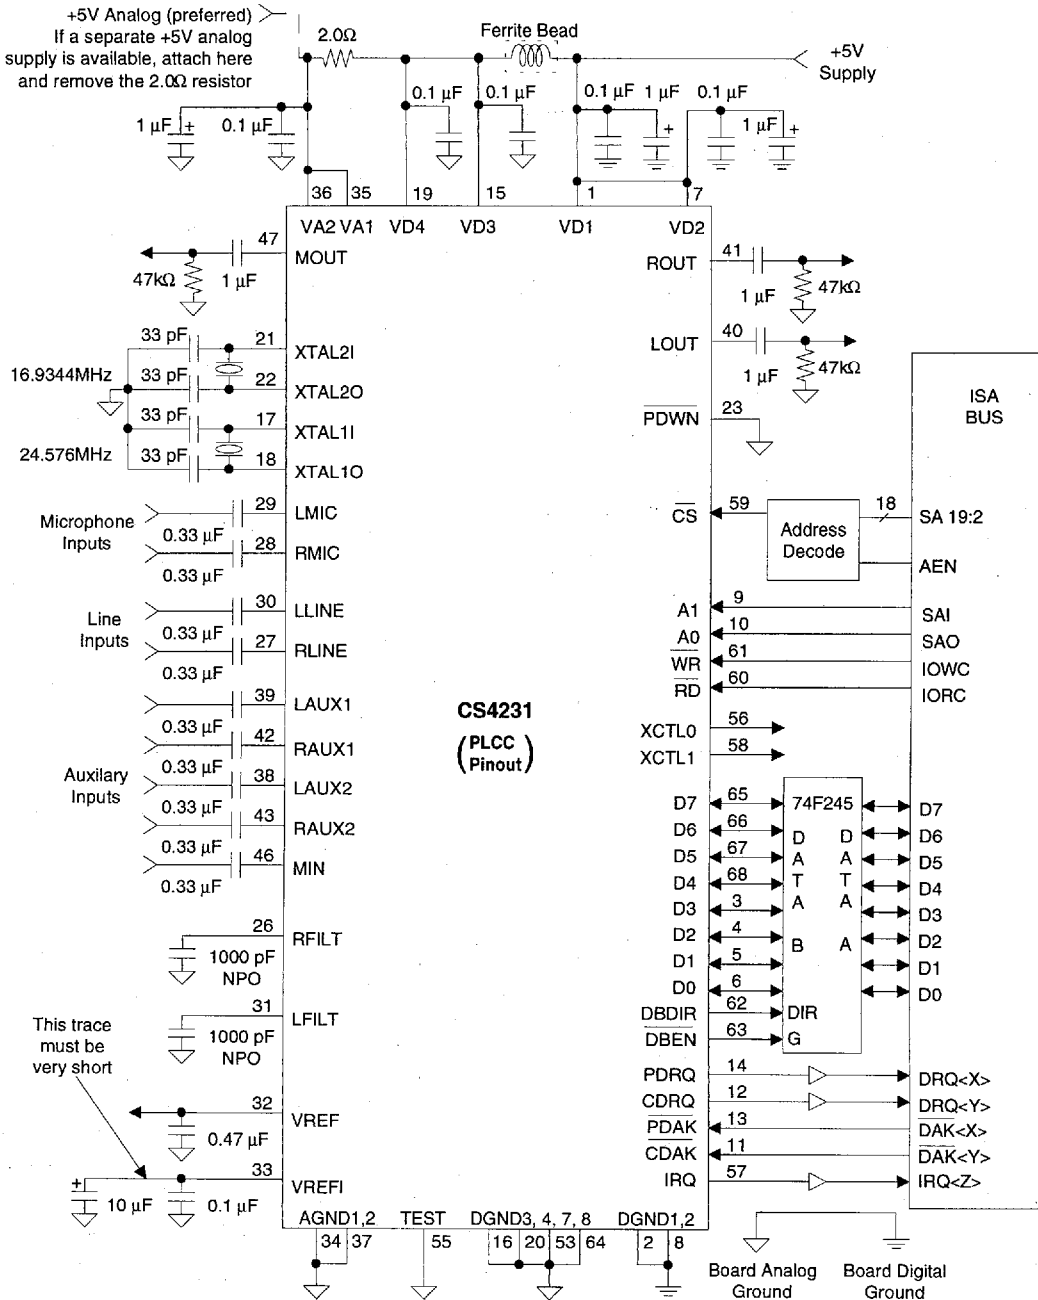 +5V Analog (preferred)
If a separate +5V analog
supply is available, attach here
and remove the 2.0Ω resistor
2.0Ω
Ferrite Bead
+5V
Supply
1 µF +
0.1 µF
0.1 µF
0.1 µF
0.1 µF
1 µF
+
0.1 µF
1 µF +
36
35
19
15
1
7
VA2
VA1
VD4
VD3
VD1
VD2
47
MOUT
47kΩ
1 µF
41
ROUT
1 µF
47kΩ
40
LOUT
1 µF
47kΩ
23
PDWN
33 pF
21
XTAL2I
16.9344MHz
33 pF
22
XTAL2O
33 pF
17
XTAL1I
24.576MHz
33 pF
18
XTAL1O
Microphone
Inputs
29
LMIC
0.33 µF
28
RMIC
0.33 µF
Line
Inputs
30
LLINE
0.33 µF
27
RLINE
0.33 µF
Auxilary
Inputs
39
LAUX1
0.33 µF
42
RAUX1
0.33 µF
38
LAUX2
0.33 µF
43
RAUX2
0.33 µF
46
MIN
0.33 µF
26
RFILT
1000 pF
NPO
31
LFILT
1000 pF
NPO
This trace
must be
very short
32
VREF
0.47 µF
33
VREFI
+
10 µF
0.1 µF
CS4231
(PLCC
Pinout)
ISA
BUS
CS
59
Address
Decode
18
SA 19:2
AEN
A1
9
SAI
A0
10
SAO
WR
61
IOWC
RD
60
IORC
XCTL0
56
XCTL1
58
74F245
D
A
T
A
B
D
A
T
A
A
D7
65
D7
D6
66
D6
D5
67
D5
D4
68
D4
D3
3
D3
D2
4
D2
D1
5
D1
D0
6
D0
DBDIR
62
DIR
DBEN
63
G
PDRQ
14
DRQ<X>
CDRQ
12
DRQ<Y>
PDAK
13
DAK<X>
CDAK
11
DAK<Y>
IRQ
57
IRQ<Z>
AGND1,2
TEST
DGND3, 4, 7, 8
DGND1,2
34
37
55
16
20
53
64
2
8
Board Analog
Ground
Board Digital
Ground